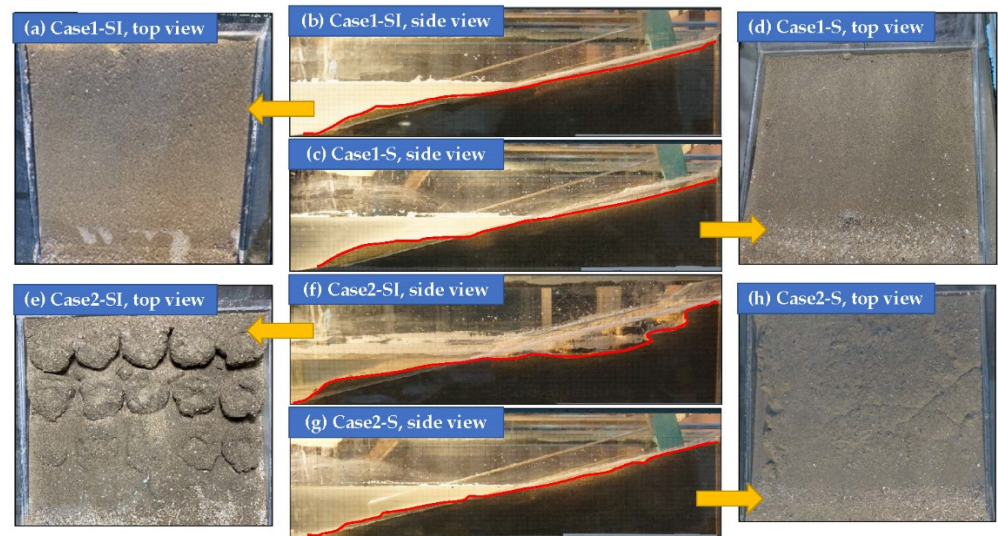 (a) Case1-SI, top view
(b) Case1-SI, side view
(d) Case1-S, top view
(c) Case1-S, side view
(e) Case2-SI, top view
(f) Case2-SI, side view
(h) Case2-S, top view
(g) Case2-S, side view